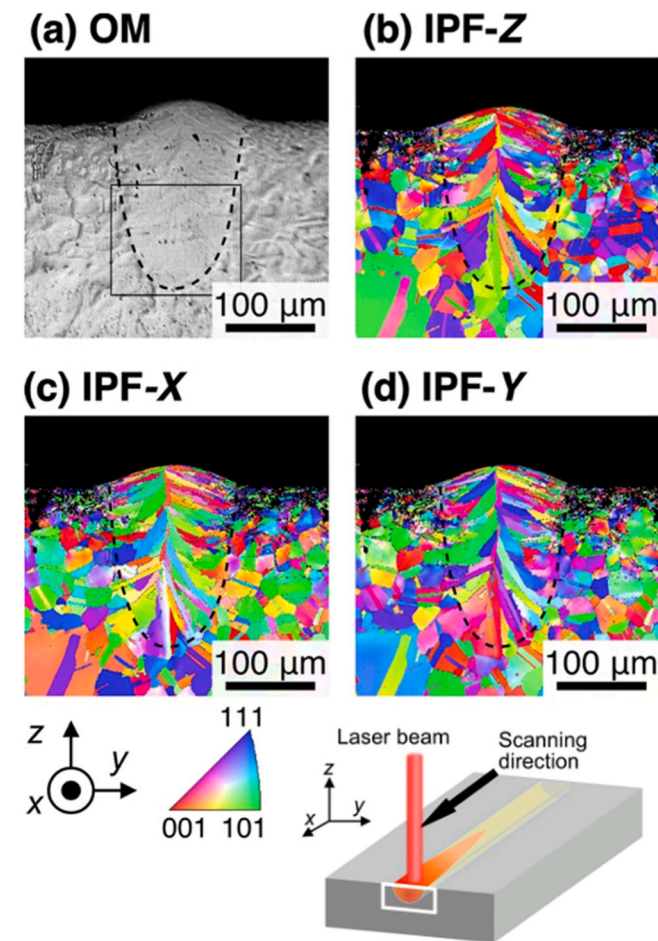 (a) OM
(b) IPF-Z
100 µm
100 µm
(c) IPF-X
(d) IPF-Y
100 µm
100 µm
z
y
x
111
001
101
Laser beam
Scanning
direction
z
y
x